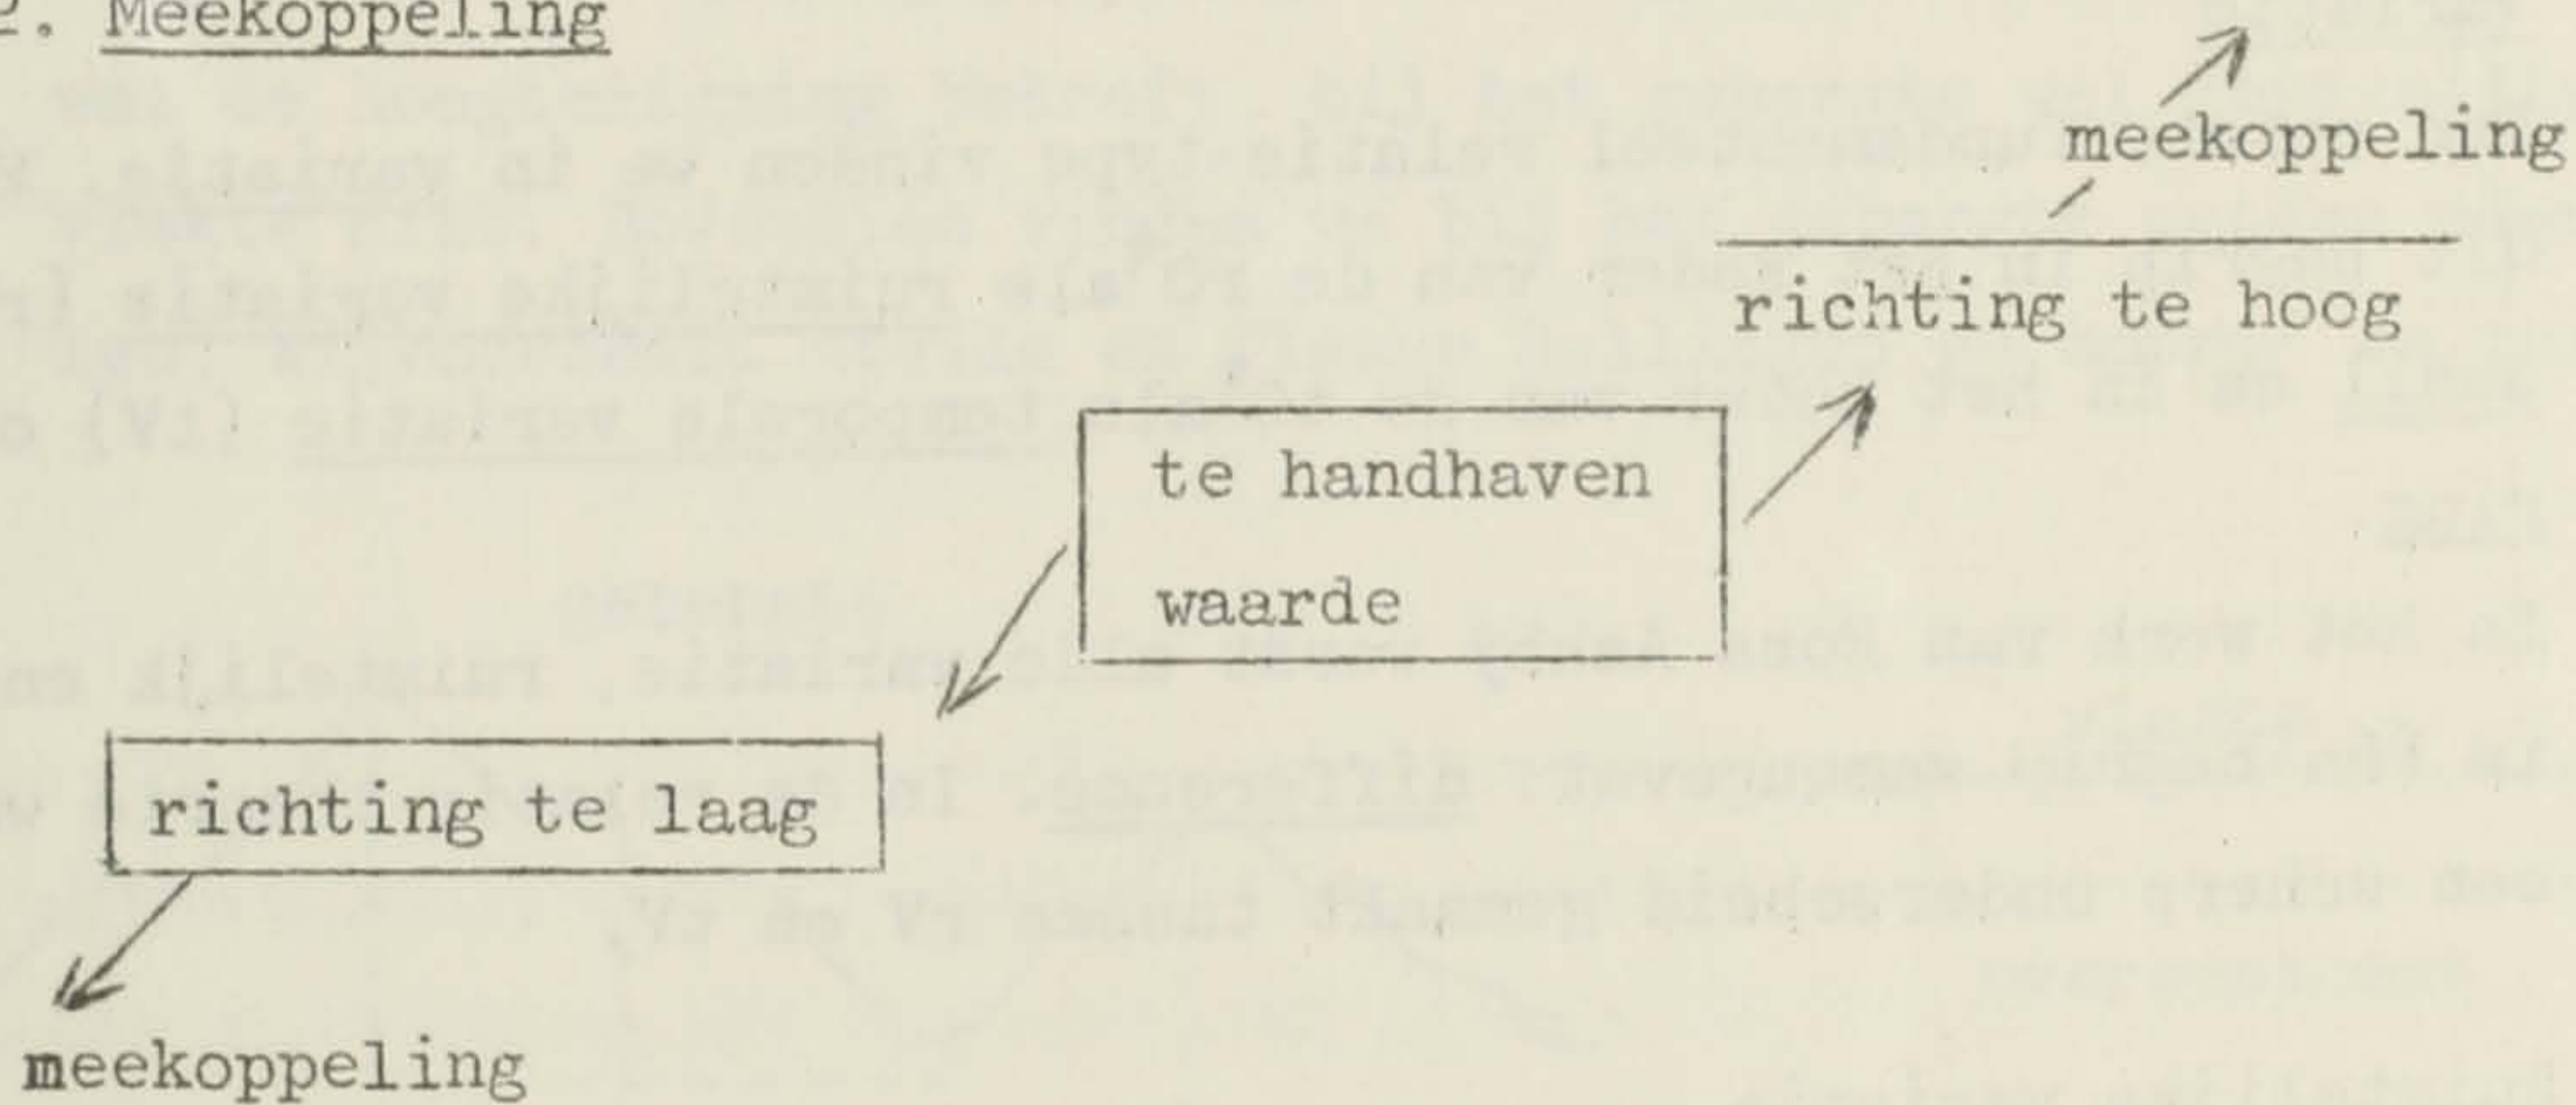 2. Meekoppeling
meekoppeling
richting te hoog
te handhaven
waarde
richting te laag
meekoppeling